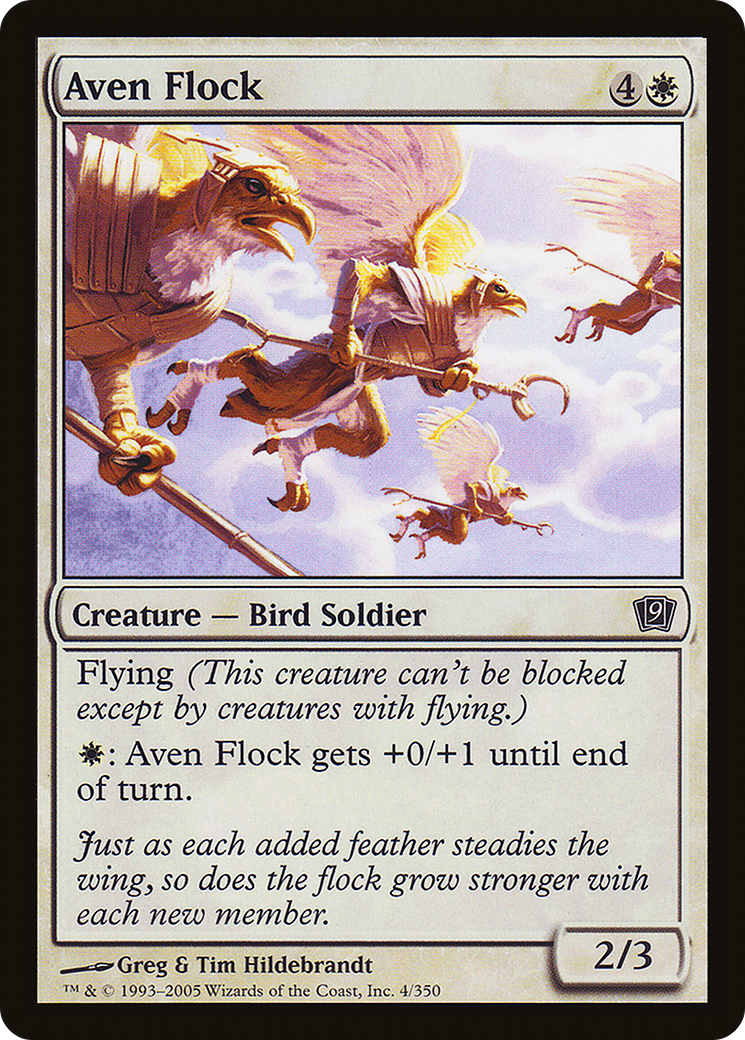 Aven Flock 4
Creature — Bird Soldier 9
Flying (This creature can't be blocked
except by creatures with flying.)
: Aven Flock gets +0/+1 until end
of turn.
Just as each added feather steadies the
wing, so does the flock grow stronger with
each new member.
2/3
Greg & Tim Hildebrandt
™ & © 1993–2005 Wizards of the Coast, Inc. 4/350